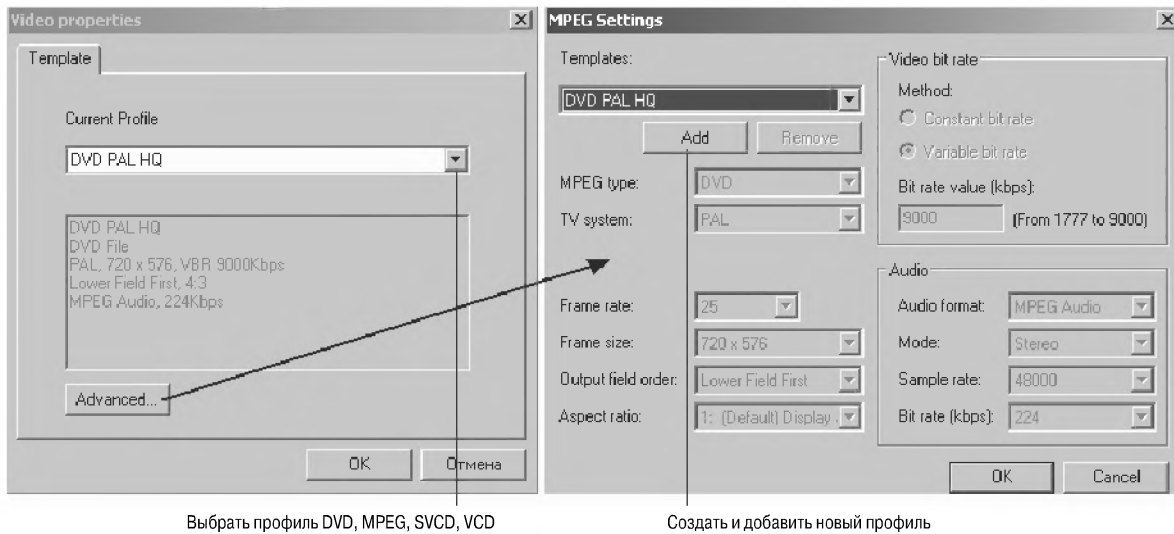 Video properties
Template
Current Profile
DVD PAL HQ
DVD PAL HQ
DVD File
PAL, 720 x 576, VBR 9000Kbps
Lower Field First, 4:3
MPEG Audio, 224Kbps
Advanced...
OK
Отмена
MPEG Settings
Templates:
DVD PAL HQ
Add
Remove
MPEG type:
DVD
TV system:
PAL
Frame rate:
25
Frame size:
720 x 576
Output field order:
Lower Field First
Aspect ratio:
1: (Default) Display
Video bit rate
Method:
Constant bit rate
Variable bit rate
Bit rate value (kbps):
9000
(From 1777 to 9000)
Audio
Audio format:
MPEG Audio
Mode:
Stereo
Sample rate:
48000
Bit rate (kbps):
224
OK
Cancel
Выбрать профиль DVD, MPEG, SVCD, VCD
Создать и добавить новый профиль